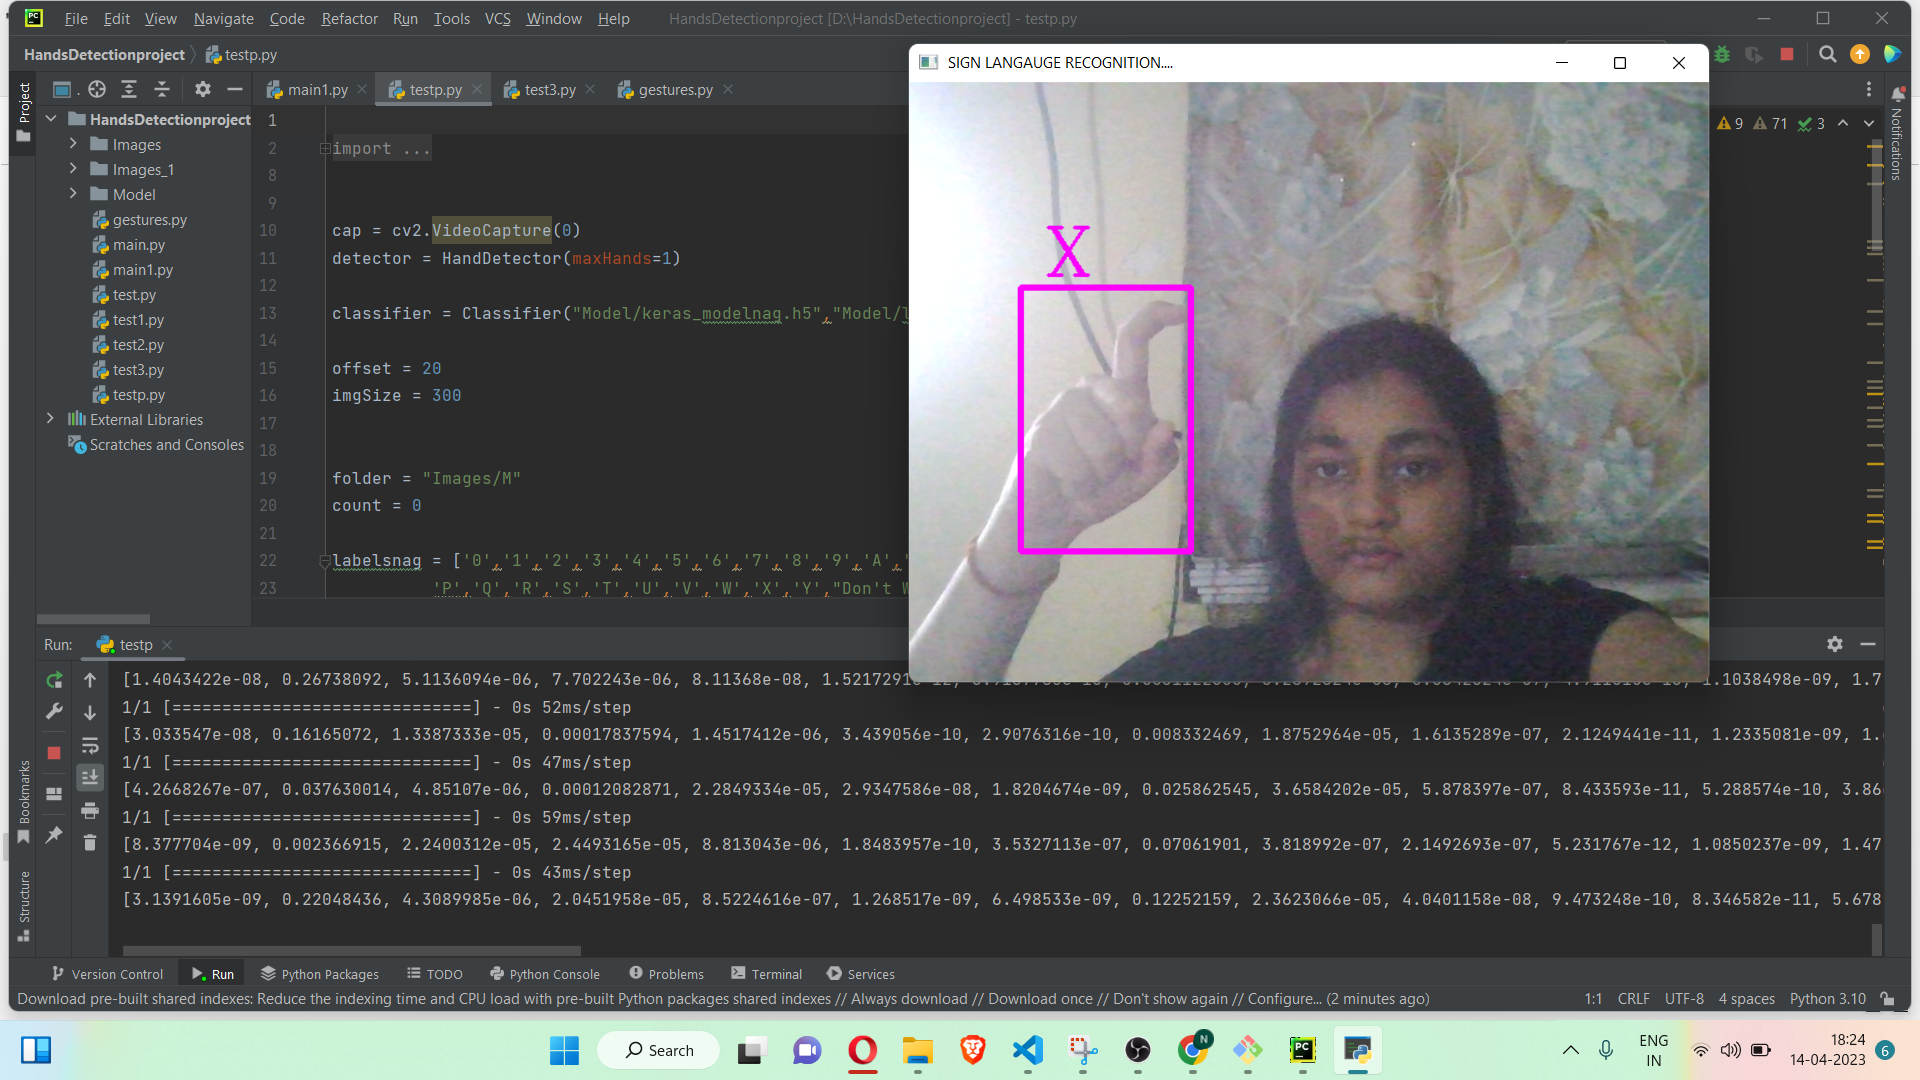 File Edit View Navigate Code Refactor Run Tools VCS Window Help HandsDetectionproject [D:\HandsDetectionproject] - testp.py
HandsDetectionproject testp.py
SIGN LANGAUGE RECOGNITION....
Project
main1.py testp.py test3.py gestures.py
HandsDetectionproject
Images
Images_1
Model
gestures.py
main.py
main1.py
test.py
test1.py
test2.py
test3.py
testp.py
External Libraries
Scratches and Consoles
1
2 import ...
8
9
10 cap = cv2.VideoCapture(0)
11 detector = HandDetector(maxHands=1)
12
13 classifier = Classifier("Model/keras_modelnag.h5","Model/l
14
15 offset = 20
16 imgSize = 300
17
18
19 folder = "Images/M"
20 count = 0
21
22 labelsnag = ['0','1','2','3','4','5','6','7','8','9','A','
23 'P','Q','R','S','T','U','V','W','X','Y',"Don't W
X
9 71 3
Notifications
Run: testp
[1.4043422e-08, 0.26738092, 5.1136094e-06, 7.702243e-06, 8.11368e-08, 1.1038498e-09, 1.7
1/1 [==============================] - 0s 52ms/step
[3.033547e-08, 0.16165072, 1.3387333e-05, 0.00017837594, 1.4517412e-06, 3.439056e-10, 2.9076316e-10, 0.008332469, 1.8752964e-05, 1.6135289e-07, 2.1249441e-11, 1.2335081e-09, 1.
1/1 [==============================] - 0s 47ms/step
[4.2668267e-07, 0.037630014, 4.85107e-06, 0.00012082871, 2.2849334e-05, 2.9347586e-08, 1.8204674e-09, 0.025862545, 3.6584202e-05, 5.878397e-07, 8.433593e-11, 5.288574e-10, 3.86
1/1 [==============================] - 0s 59ms/step
[8.377704e-09, 0.002366915, 2.2400312e-05, 2.4493165e-05, 8.813043e-06, 1.8483957e-10, 3.5327113e-07, 0.07061901, 3.818992e-07, 2.1492693e-07, 5.231767e-12, 1.0850237e-09, 1.47
1/1 [==============================] - 0s 43ms/step
[3.1391605e-09, 0.22048436, 4.3089985e-06, 2.0451958e-05, 8.5224616e-07, 1.268517e-09, 6.498533e-09, 0.12252159, 2.3623066e-05, 4.0401158e-08, 9.473248e-10, 8.346582e-11, 5.678
Bookmarks
Structure
Version Control Run Python Packages TODO Python Console Problems Terminal Services
Download pre-built shared indexes: Reduce the indexing time and CPU load with pre-built Python packages shared indexes // Always download // Download once // Don't show again // Configure... (2 minutes ago) 1:1 CRLF UTF-8 4 spaces Python 3.10
Search
ENG
IN
18:24
14-04-2023
6